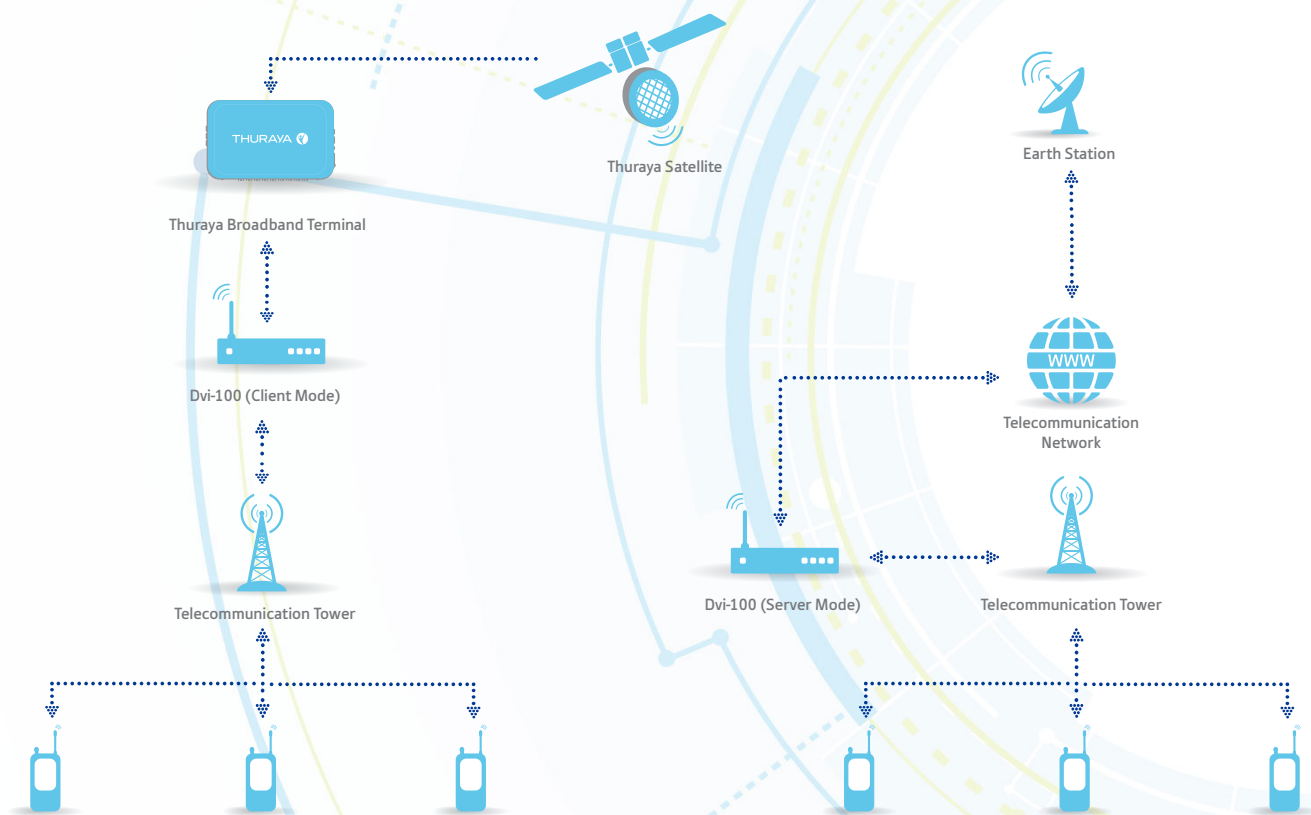 THURAYA
Thuraya Satellite
Earth Station
Thuraya Broadband Terminal
Dvi-100 (Client Mode)
WWW
Telecommunication
Network
Telecommunication Tower
Dvi-100 (Server Mode)
Telecommunication Tower